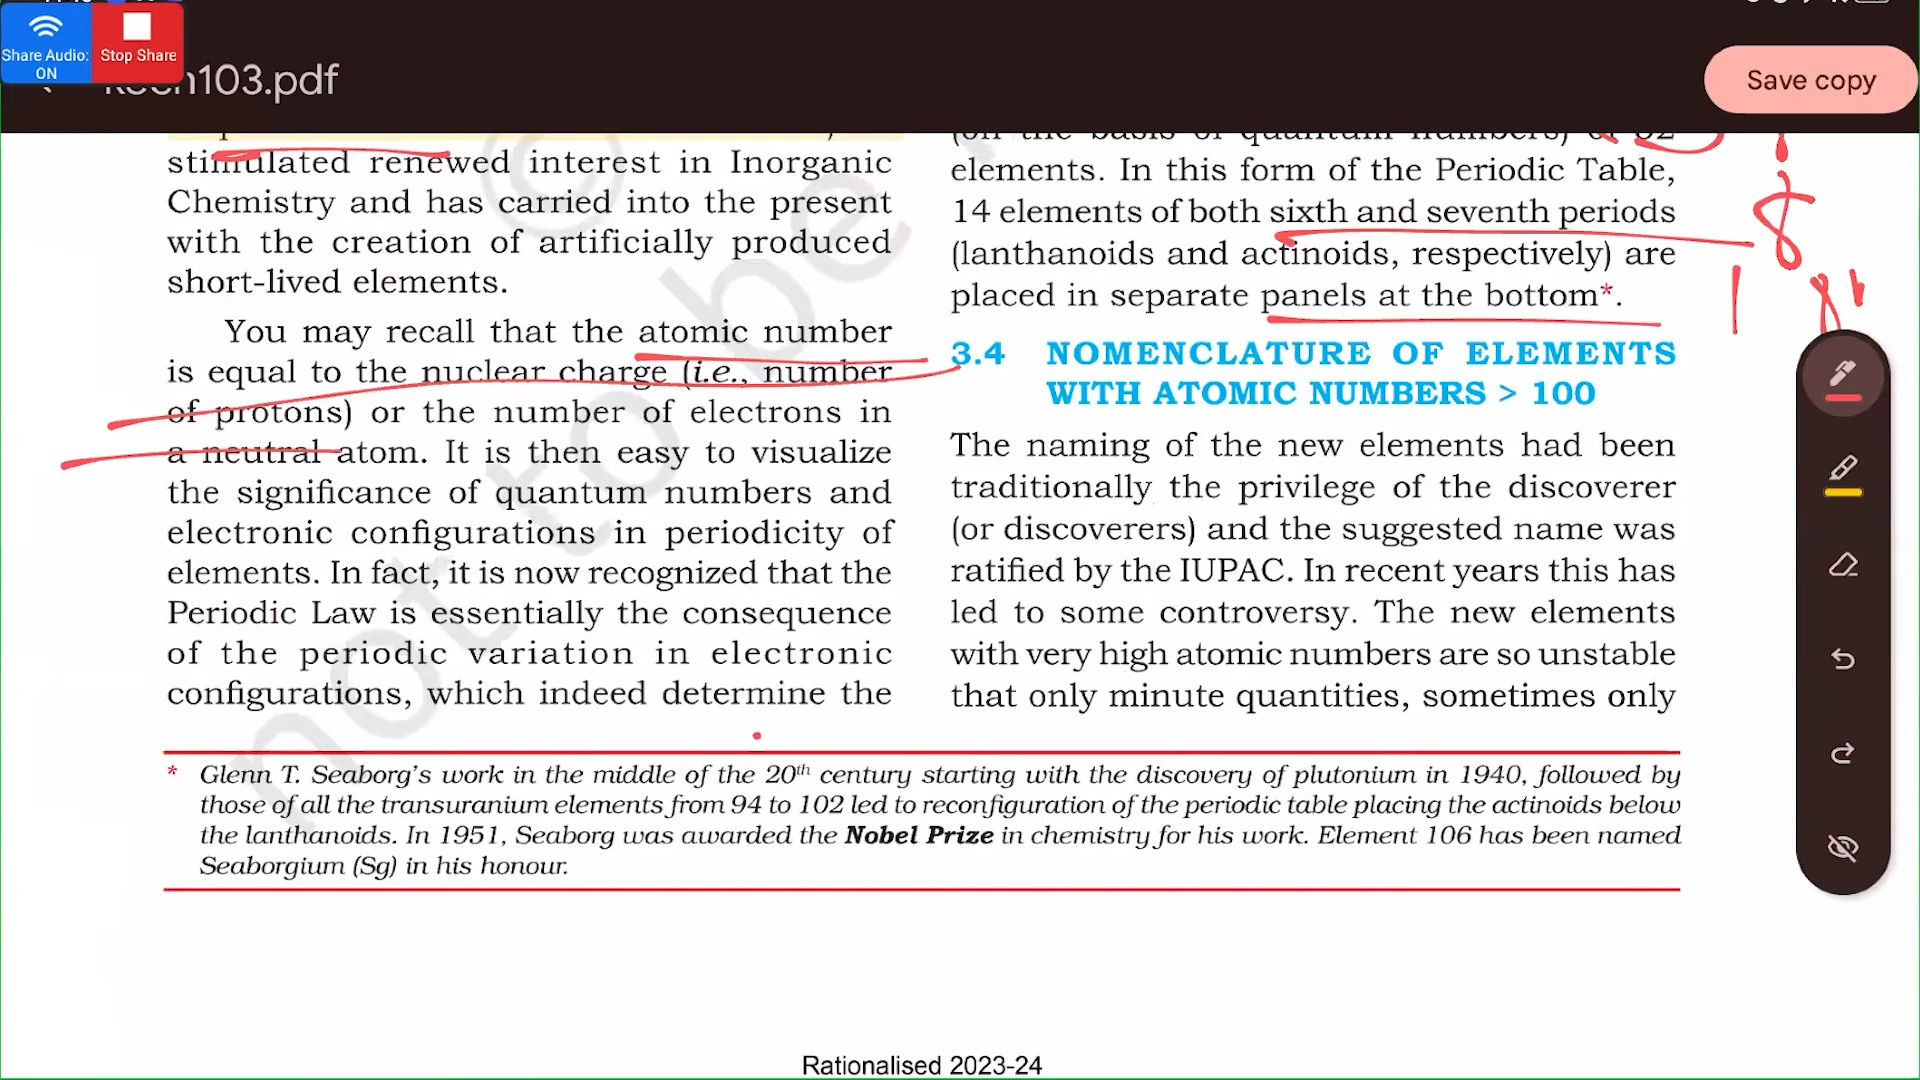 Share Audio:
ON
Stop Share
h103.pdf
Save copy
stimulated renewed interest in Inorganic
Chemistry and has carried into the present
with the creation of artificially produced
short-lived elements.
You may recall that the atomic number
is equal to the nuclear charge (i.e., number
of protons) or the number of electrons in
a neutral atom. It is then easy to visualize
the significance of quantum numbers and
electronic configurations in periodicity of
elements. In fact, it is now recognized that the
Periodic Law is essentially the consequence
of the periodic variation in electronic
configurations, which indeed determine the
(on the basis of quantum numbers) of 32
elements. In this form of the Periodic Table,
14 elements of both sixth and seventh periods
(lanthanoids and actinoids, respectively) are
placed in separate panels at the bottom*.
8
3.4 NOMENCLATURE OF ELEMENTS
WITH ATOMIC NUMBERS > 100
The naming of the new elements had been
traditionally the privilege of the discoverer
(or discoverers) and the suggested name was
ratified by the IUPAC. In recent years this has
led to some controversy. The new elements
with very high atomic numbers are so unstable
that only minute quantities, sometimes only
* Glenn T. Seaborg's work in the middle of the 20th century starting with the discovery of plutonium in 1940, followed by
those of all the transuranium elements from 94 to 102 led to reconfiguration of the periodic table placing the actinoids below
the lanthanoids. In 1951, Seaborg was awarded the Nobel Prize in chemistry for his work. Element 106 has been named
Seaborgium (Sg) in his honour.
not to be
©
Rationalised 2023-24